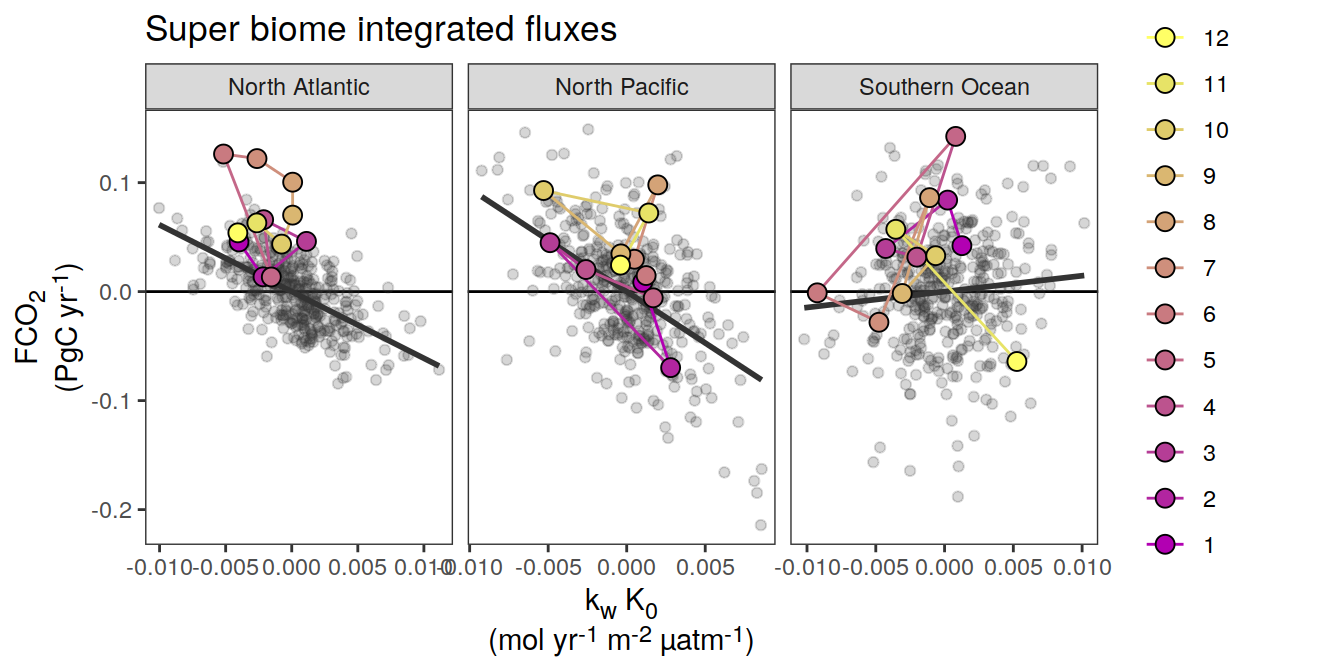 Super biome integrated fluxes
North Atlantic
North Pacific
Southern Ocean
FCO2
(PgC yr-1)
0.1
0.0
-0.1
-0.2
-0.010 -0.005 0.000 0.005 0.010
-0.010 -0.005 0.000 0.005
-0.010 -0.005 0.000 0.005 0.010
kw K0
(mol yr-1 m-2 µatm-1)
12
11
10
9
8
7
6
5
4
3
2
1